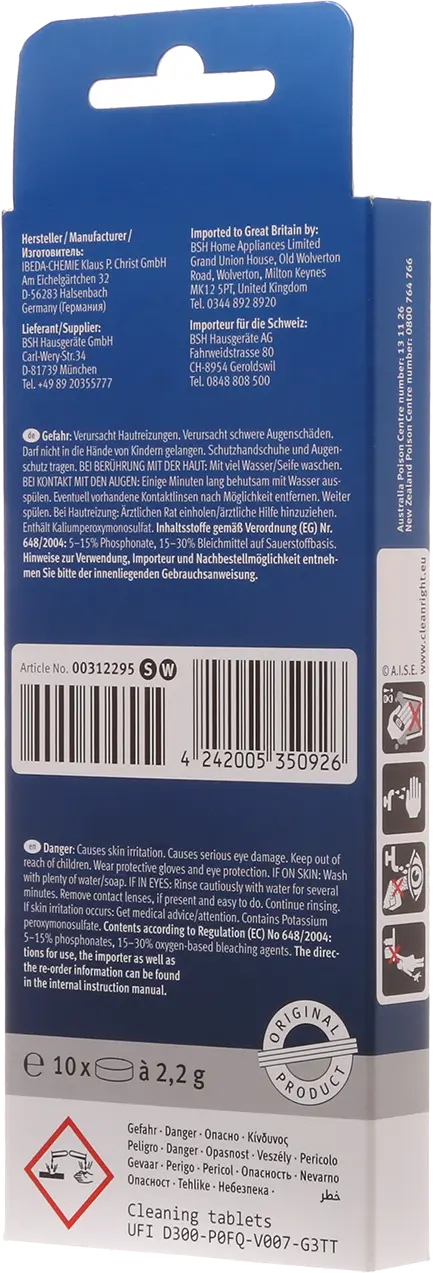 Hersteller / Manufacturer /
Изготовитель:
IBEDA-CHEMIE Klaus P. Christ GmbH
Am Eichelgärtchen 32
D-56283 Halsenbach
Germany (Германия)
Lieferant/Supplier:
BSH Hausgeräte GmbH
Carl-Wery-Str.34
D-81739 München
Tel. +49 89 20355777
Imported to Great Britain by:
BSH Home Appliances Limited
Grand Union House, Old Wolverton
Road, Wolverton, Milton Keynes
MK12 5PT, United Kingdom
Tel. 0344 892 8920
Importeur für die Schweiz:
BSH Hausgeräte AG
Fahrweidstrasse 80
CH-8954 Geroldswil
Tel. 0848 808 500
de Gefahr: Verursacht Hautreizungen. Verursacht schwere Augenschäden.
Darf nicht in die Hände von Kindern gelangen. Schutzhandschuhe und Augen-
schutz tragen. BEI BERÜHRUNG MIT DER HAUT: Mit viel Wasser/Seife waschen.
BEI KONTAKT MIT DEN AUGEN: Einige Minuten lang behutsam mit Wasser aus-
spülen. Eventuell vorhandene Kontaktlinsen nach Möglichkeit entfernen. Weiter
spülen. Bei Hautreizung: Ärztlichen Rat einholen/ärztliche Hilfe hinzuziehen.
Enthält Kaliumperoxymonosulfat. Inhaltsstoffe gemäß Verordnung (EG) Nr.
648/2004: 5–15% Phosphonate, 15–30% Bleichmittel auf Sauerstoffbasis.
Hinweise zur Verwendung, Importeur und Nachbestellmöglichkeit entneh-
men Sie bitte der innenliegenden Gebrauchsanweisung.
Article No. 00312295 S W
4 242005 350926
en Danger: Causes skin irritation. Causes serious eye damage. Keep out of
reach of children. Wear protective gloves and eye protection. IF ON SKIN: Wash
with plenty of water/soap. IF IN EYES: Rinse cautiously with water for several
minutes. Remove contact lenses, if present and easy to do. Continue rinsing.
If skin irritation occurs: Get medical advice/attention. Contains Potassium
peroxymonosulfate. Contents according to Regulation (EC) No 648/2004:
5–15% phosphonates, 15–30% oxygen-based bleaching agents. The direc-
tions for use, the importer as well as
the re-order information can be found
in the internal instruction manual.
ORIGINAL
PRODUCT
℮ 10x à 2,2 g
Gefahr · Danger · Опасно · Κίνδυνος
Peligro · Danger · Opasnost · Veszély · Pericolo
Gevaar · Perigo · Pericol · Опасность · Nevarno
Опасност · Tehlike · Небезпека · خطر
Cleaning tablets
UFI D300-P0FQ-V007-G3TT
Australia Poison Centre number: 13 11 26
New Zealand Poison Centre number: 0800 764 766
© A.I.S.E. www.cleanright.eu